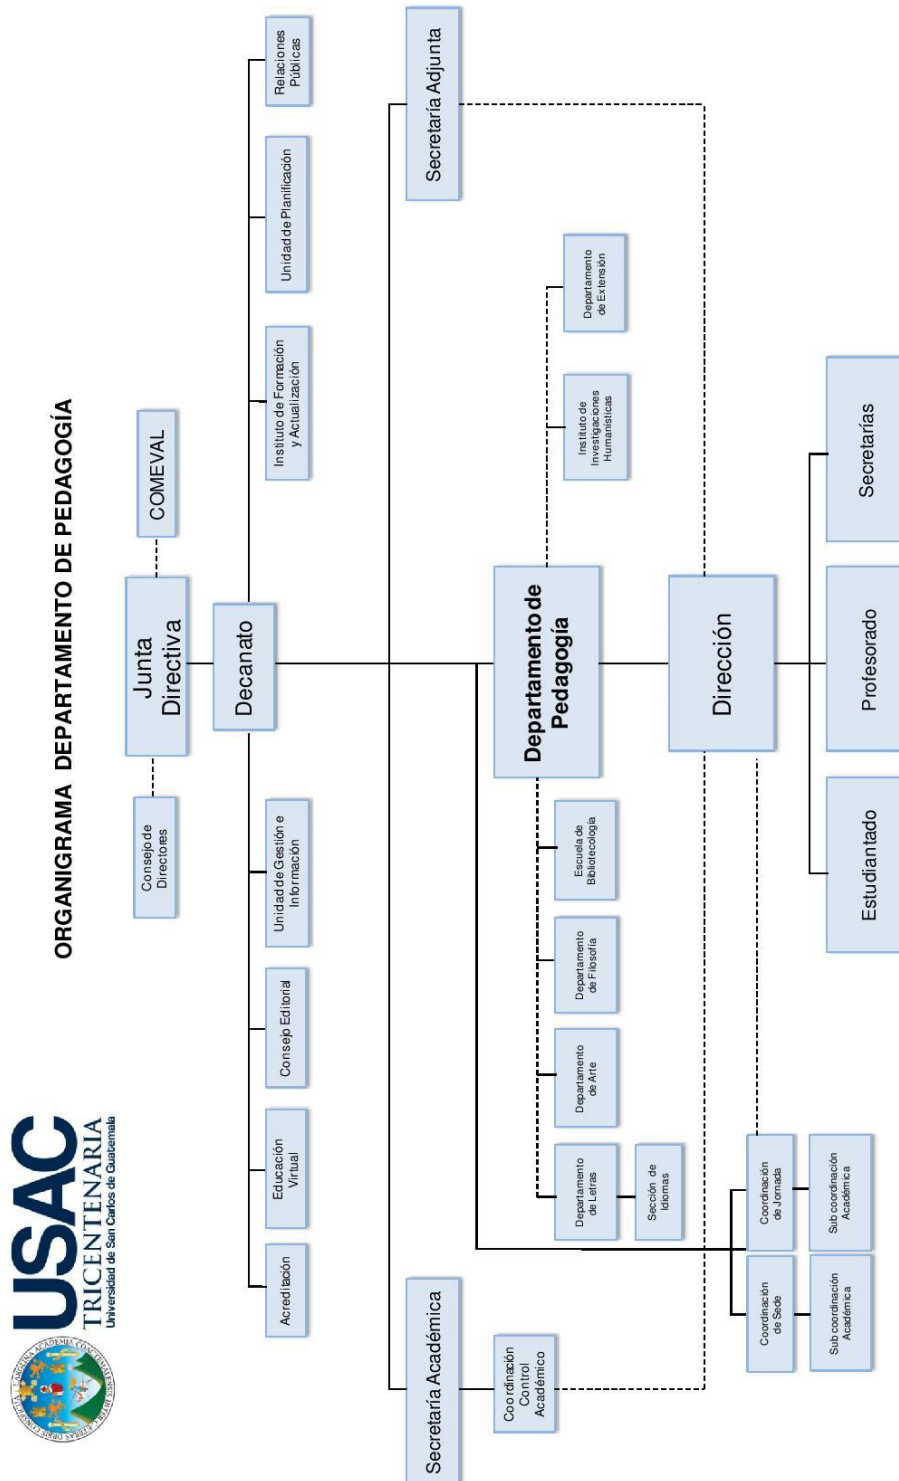 USAC
TRICENTENARIA
Universidad de San Carlos de Guatemala
ORGANIGRAMA DEPARTAMENTO DE PEDAGOGÍA
Consejo de
Directores
Junta
Directiva
COMEVAL
Decanato
Acreditación
Educación
Virtual
Consejo Editorial
Unidad de Gestión e
Información
Instituto de Formación
y Actualización
Unidad de Planificación
Relaciones
Públicas
Secretaría Académica
Secretaría Adjunta
Coordinación
Control
Académico
Departamento de
Pedagogía
Departamento
de Letras
Departamento
de Arte
Departamento
de Filosofía
Escuela de
Bibliotecología
Instituto de
Investigaciones
Humanísticas
Departamento
de Extensión
Sección de
Idiomas
Dirección
Coordinación
de Sede
Coordinación
de Jornada
Sub coordinación
Académica
Sub coordinación
Académica
Estudiantado
Profesorado
Secretarías